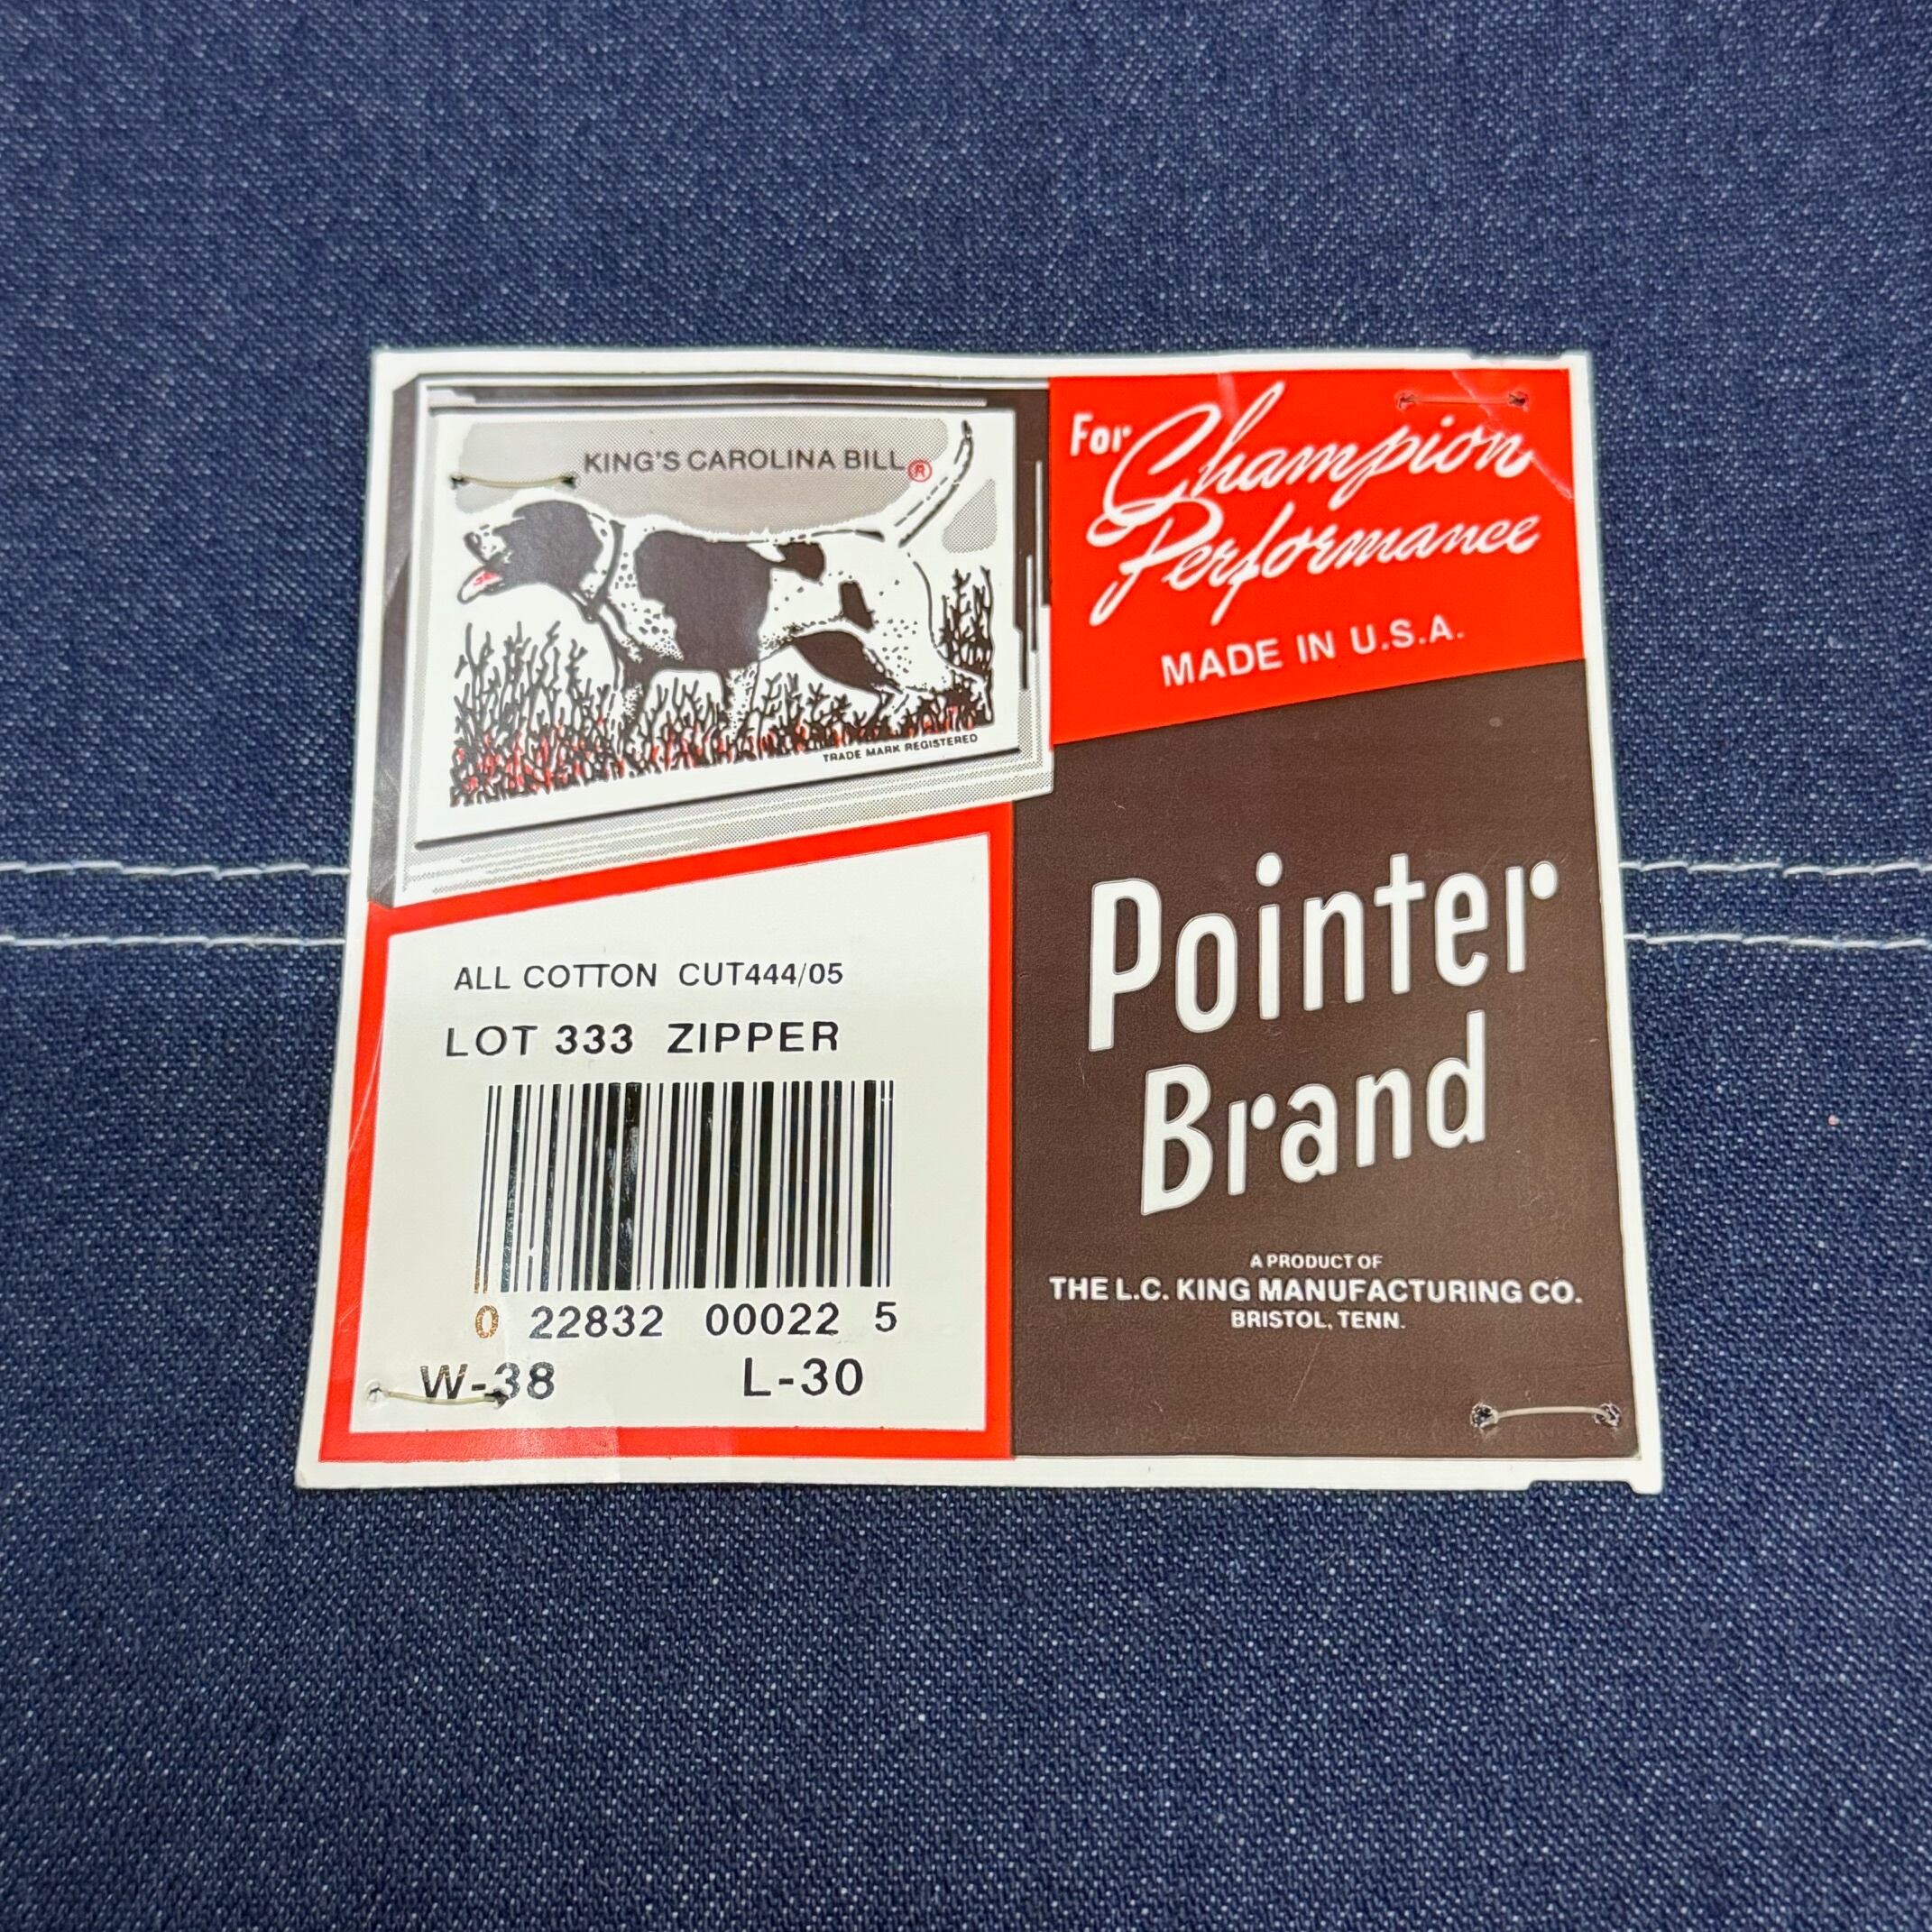 KING'S CAROLINA BILL®
TRADE MARK REGISTERED
For Champion
Performance
MADE IN U.S.A.
ALL COTTON CUT444/05
LOT 333 ZIPPER
0 22832 00022 5
W-38 L-30
Pointer
Brand
A PRODUCT OF
THE L.C. KING MANUFACTURING CO.
BRISTOL, TENN.